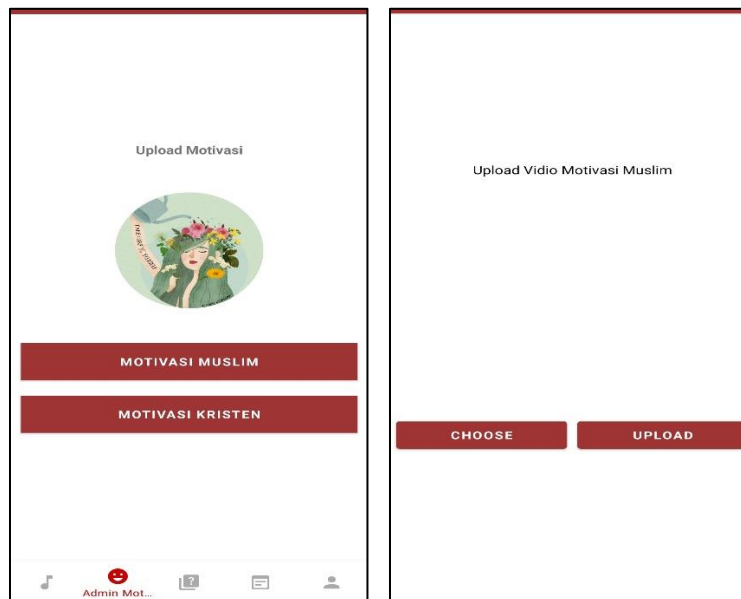 Upload Motivasi
MOTIVASI MUSLIM
MOTIVASI KRISTEN
?
Admin Mot...
Upload Vidio Motivasi Muslim
CHOOSE
UPLOAD